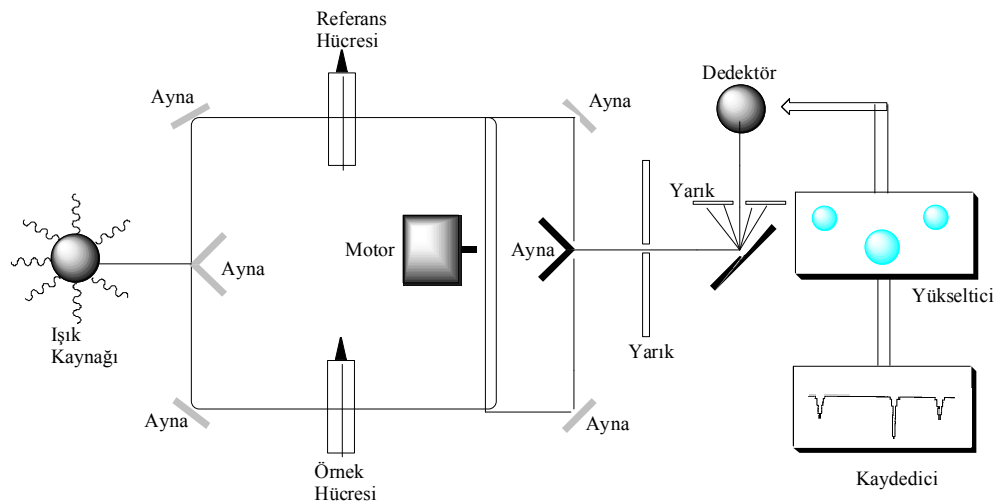 Referans
Hücresi
Ayna
Ayna
Dedektör
Yarık
Motor
Ayna
Ayna
Yükseltici
Işık
Kaynağı
Yarık
Ayna
Ayna
Örnek
Hücresi
Kaydedici